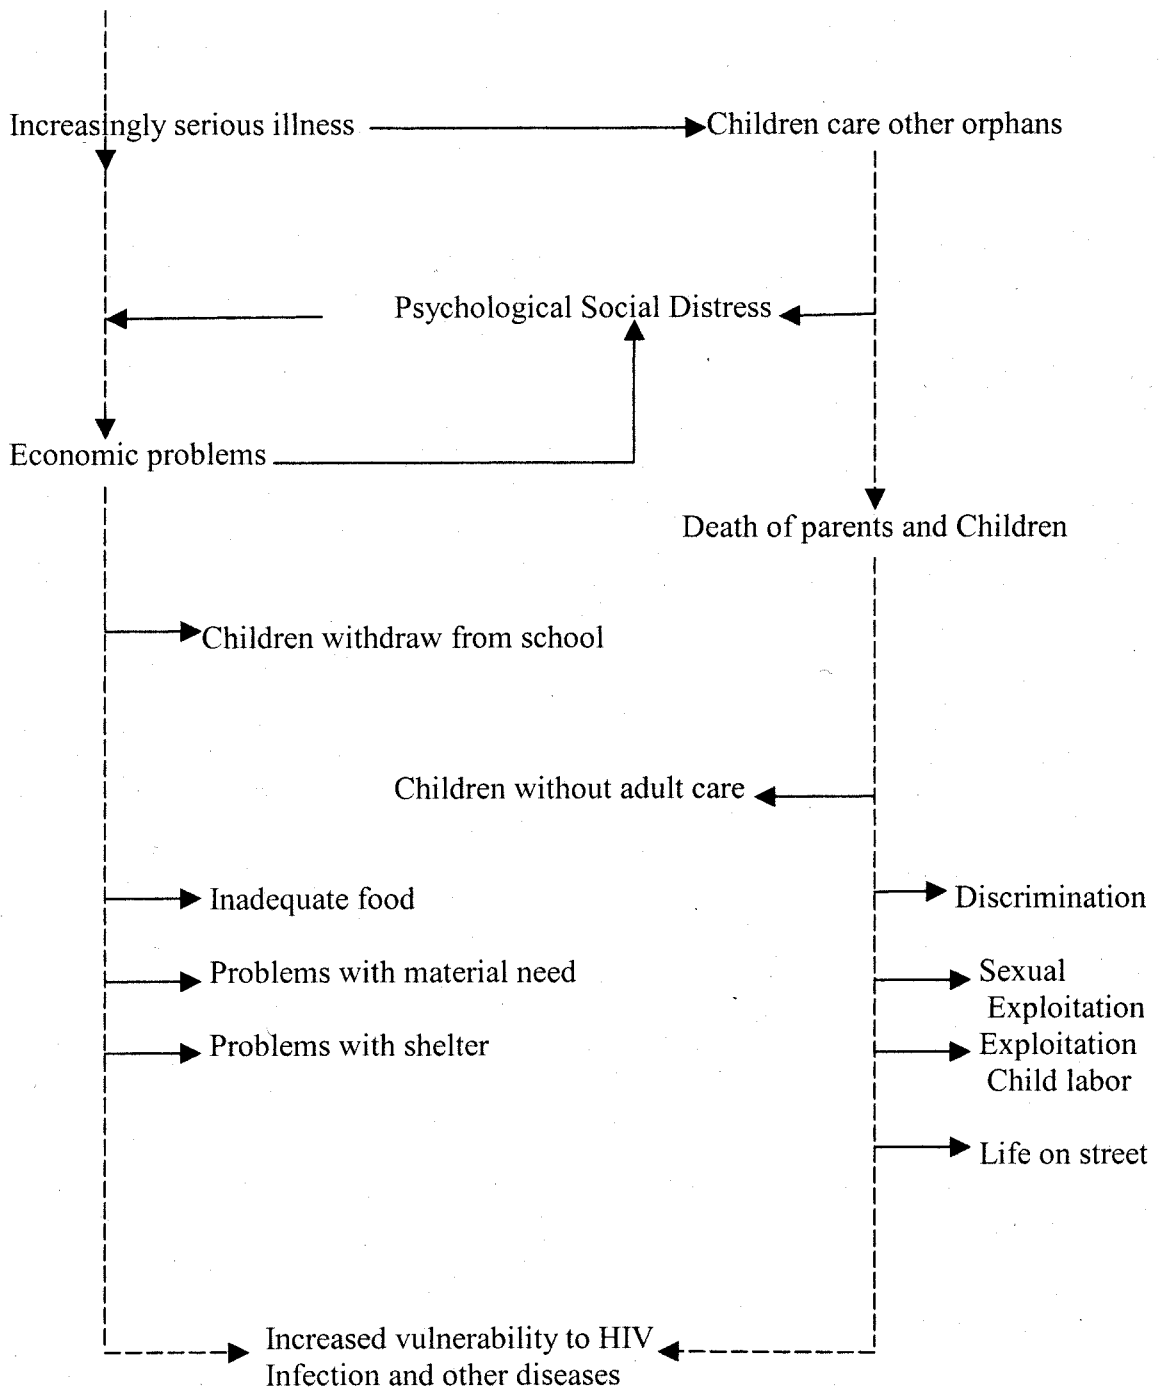 Increasingly serious illness
Children care other orphans
Psychological Social Distress
Economic problems
Death of parents and Children
Children withdraw from school
Children without adult care
Inadequate food
Discrimination
Problems with material need
Sexual
Exploitation
Problems with shelter
Exploitation
Child labor
Life on street
Increased vulnerability to HIV
Infection and other diseases